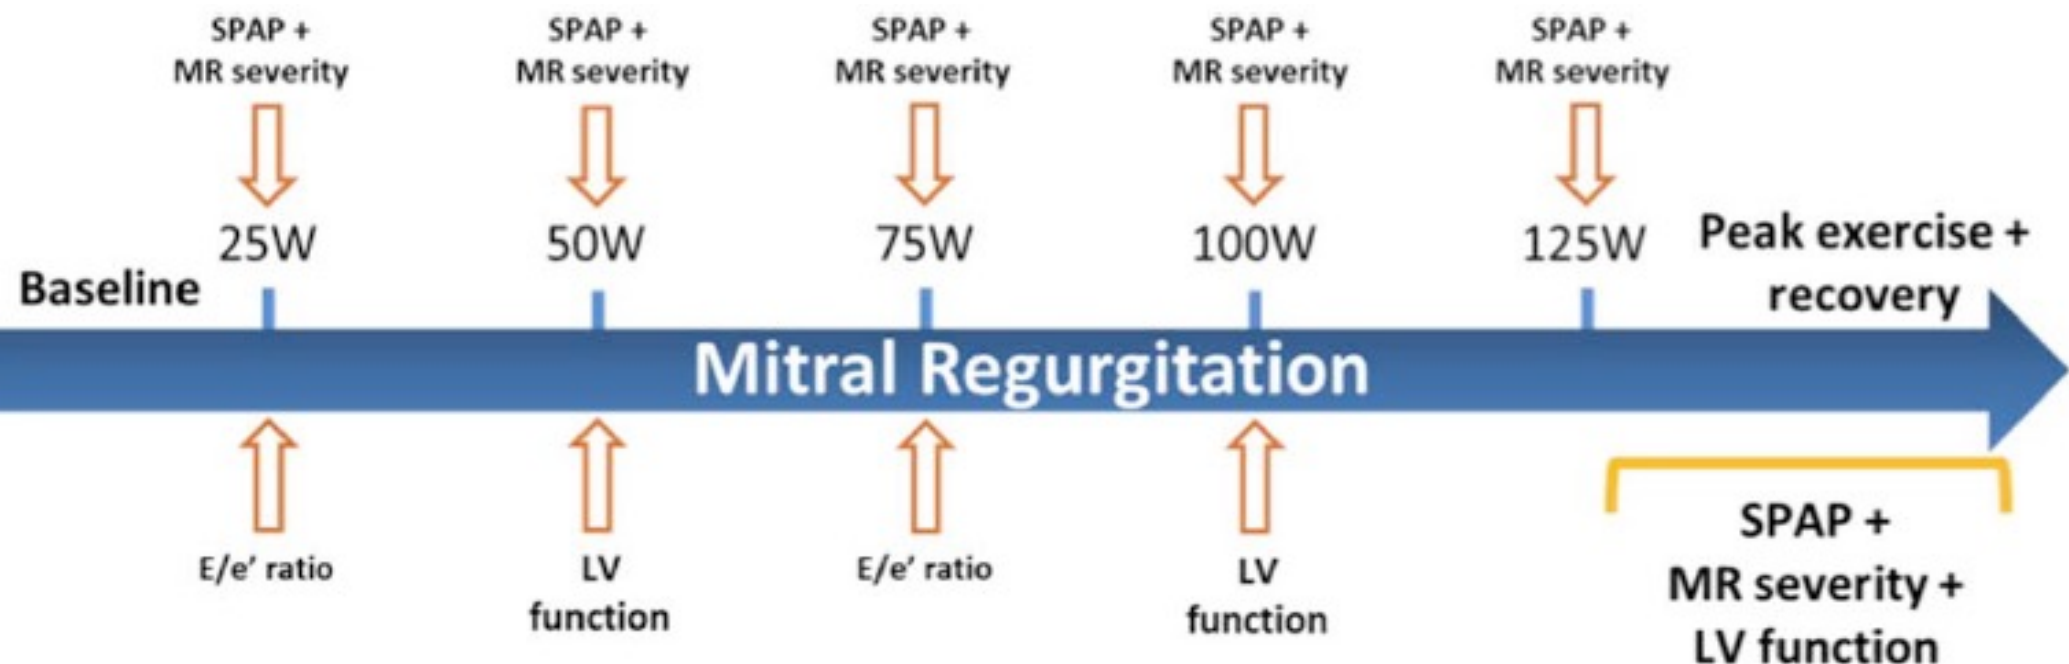 SPAP +
MR severity
SPAP +
MR severity
SPAP +
MR severity
SPAP +
MR severity
SPAP +
MR severity
25W
50W
75W
100W
125W
Peak exercise +
recovery
Baseline
Mitral Regurgitation
E/e’ ratio
LV
function
E/e’ ratio
LV
function
SPAP +
MR severity +
LV function